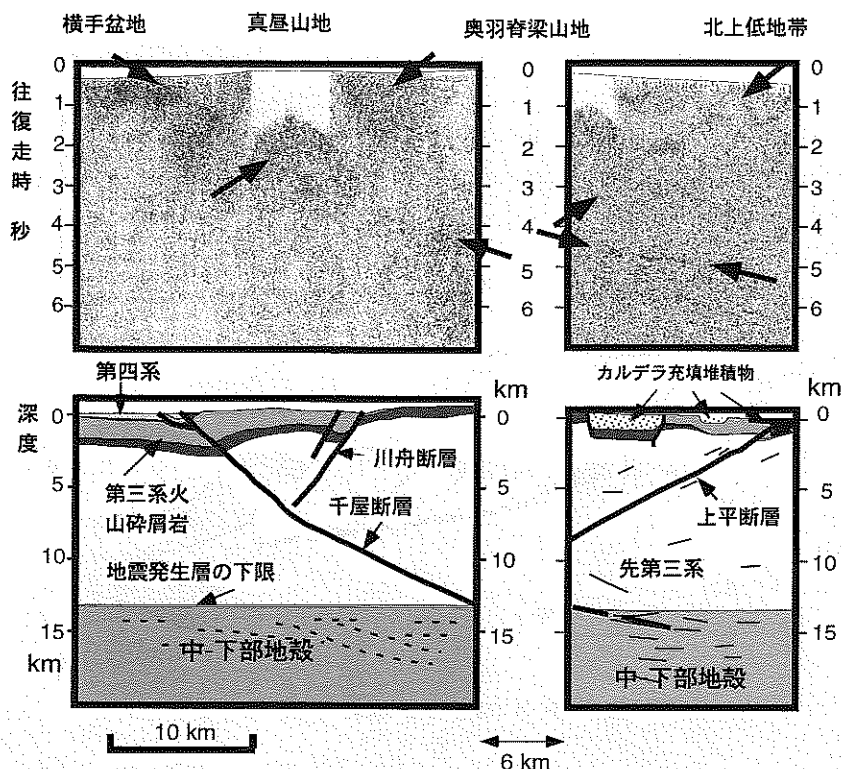 横手盆地 真昼山地 奥羽脊梁山地 北上低地帯
往復走時 秒
0
1
2
3
4
5
6
0
1
2
3
4
5
6
0
1
2
3
4
5
6
第四系
深度
0
5
10
15
km
第三系火
山砕屑岩
川舟断層
千屋断層
地震発生層の下限
中-下部地殻
km
0
5
10
15
カルデラ充填堆積物
上平断層
先第三系
中-下部地殻
km
0
5
10
15
10 km
6 km